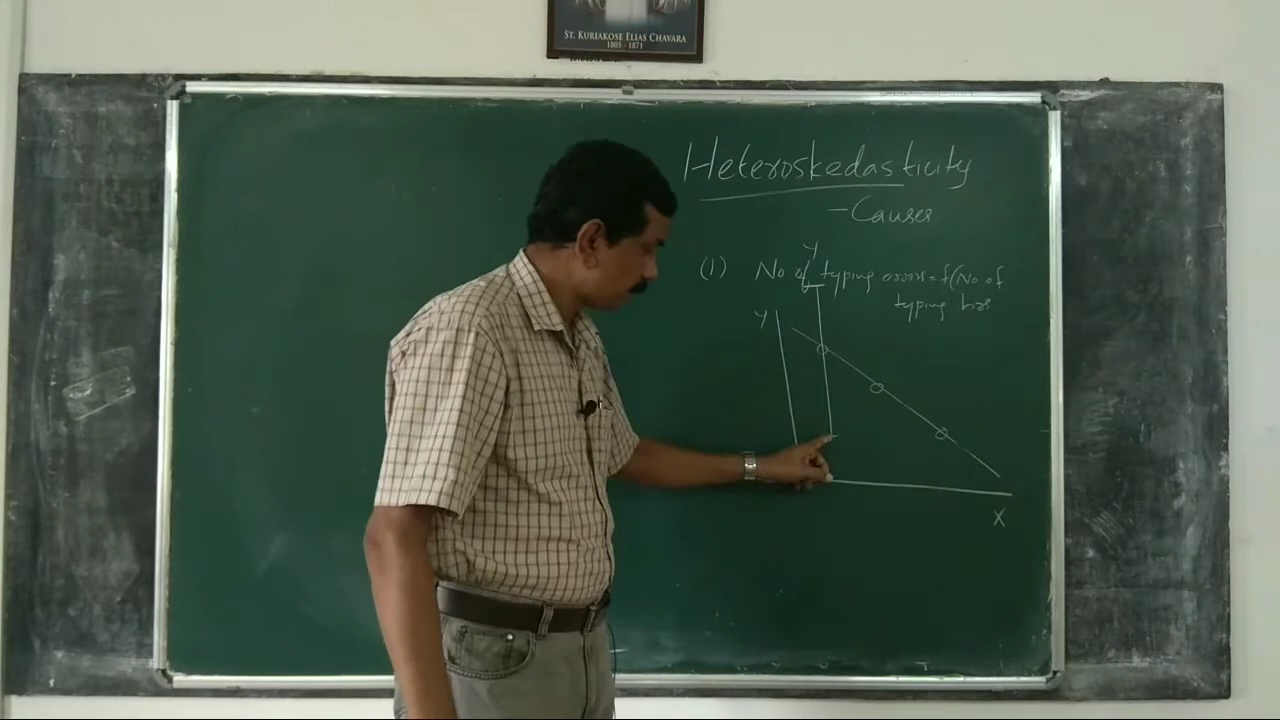 ST. KURIAKOSE ELIAS CHAVARA
1805 - 1871
Heteroskedasticity
- Causes
Y
(1) No of typing errors = f(No of
typing hrs
Y
X